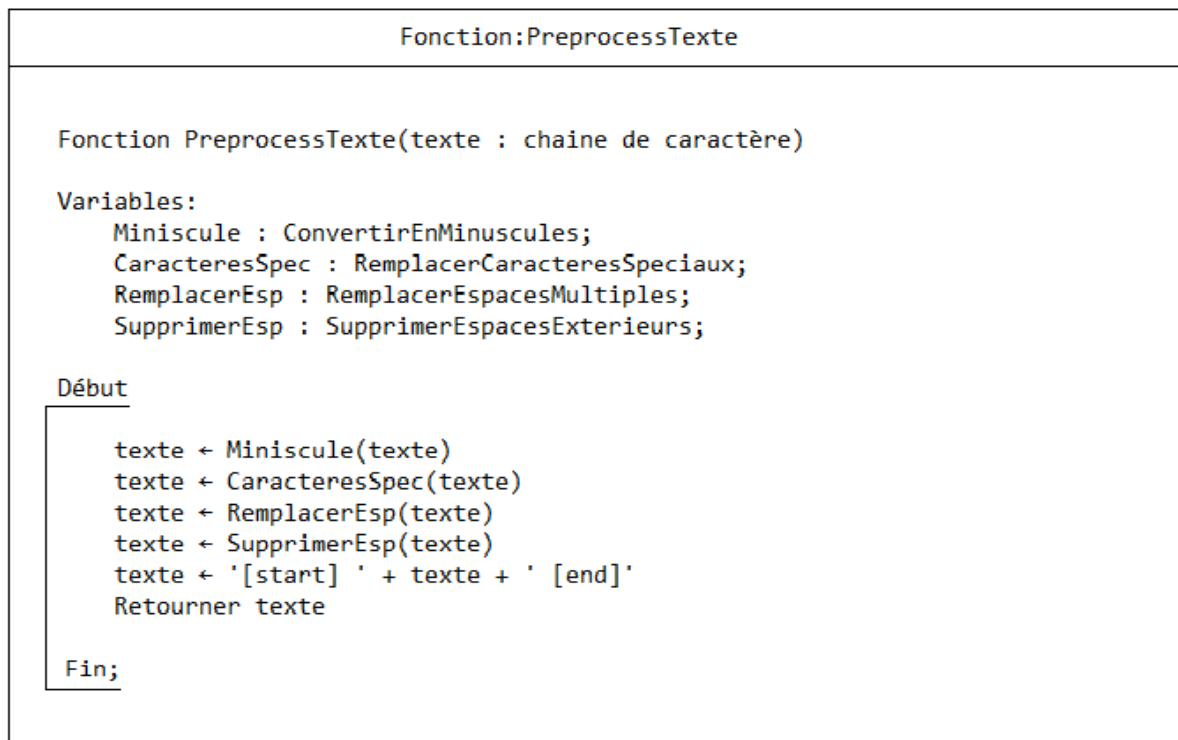 Fonction:PreprocessTexte
Fonction PreprocessTexte(texte : chaine de caractère)
Variables:
Miniscule : ConvertirEnMinuscules;
CaracteresSpec : RemplacerCaracteresSpeciaux;
RemplacerEsp : RemplacerEspacesMultiples;
SupprimerEsp : SupprimerEspacesExterieurs;
Début
texte ← Miniscule(texte)
texte ← CaracteresSpec(texte)
texte ← RemplacerEsp(texte)
texte ← SupprimerEsp(texte)
texte ← '[start] ' + texte + ' [end]'
Retourner texte
Fin;